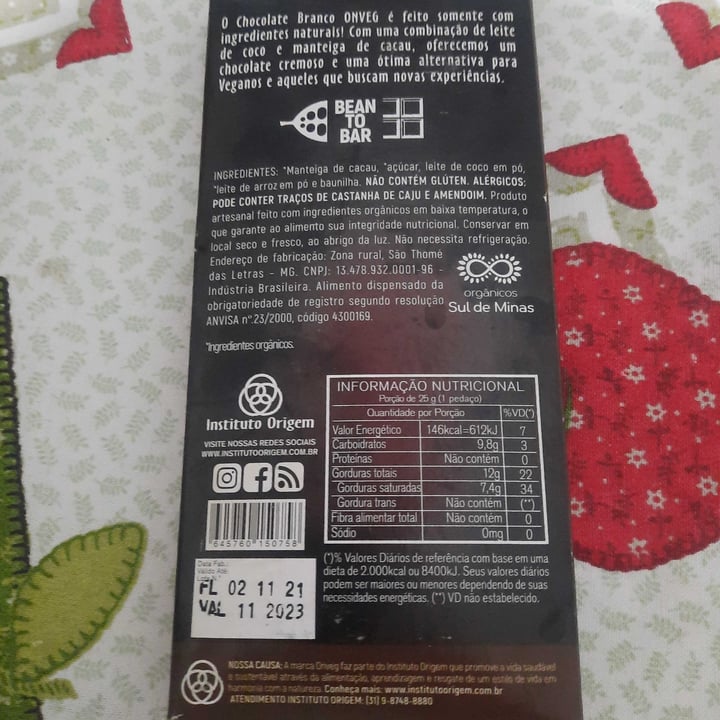 O Chocolate Branco ONVEG é feito somente com
ingredientes naturais! Com uma combinação de leite
de coco e manteiga de cacau, oferecemos um
chocolate cremoso e uma ótima alternativa para
Veganos e aqueles que buscam novas experiências.
BEAN
TO
BAR
INGREDIENTES: *Manteiga de cacau, *açúcar, leite de coco em pó,
*leite de arroz em pó e baunilha. NÃO CONTÉM GLÚTEN. ALÉRGICOS:
PODE CONTER TRAÇOS DE CASTANHA DE CAJU E AMENDOIM. Produto
artesanal feito com ingredientes orgânicos em baixa temperatura, o
que garante ao alimento sua integridade nutricional. Conservar em
local seco e fresco, ao abrigo da luz. Não necessita refrigeração.
Endereço de fabricação: Zona rural, São Thomé
das Letras - MG. CNPJ: 13.478.932.0001-96 -
Indústria Brasileira. Alimento dispensado da
obrigatoriedade de registro segundo resolução
ANVISA nº.23/2000, código 4300169.
orgânicos
Sul de Minas
*Ingredientes orgânicos.
Instituto Origem
VISITE NOSSAS REDES SOCIAIS
WWW.INSTITUTOORIGEM.COM.BR
645760 150758
Data Fab.:
Válido Até:
FL 02 11 21
VAL 11 2023
INFORMAÇÃO NUTRICIONAL
Porção de 25 g (1 pedaço)
Quantidade por Porção %VD(*)
Valor Energético 146kcal=612kJ 7
Carboidratos 9,8g 3
Proteínas Não contém 0
Gorduras totais 12g 22
Gorduras saturadas 7,4g 34
Gordura trans Não contém (**)
Fibra alimentar total Não contém 0
Sódio 0mg 0
(*)% Valores Diários de referência com base em uma
dieta de 2.000kcal ou 8400kJ. Seus valores diários
podem ser maiores ou menores dependendo de suas
necessidades energéticas. (**) VD não estabelecido.
NOSSA CAUSA: A marca Onveg faz parte do Instituto Origem que promove a vida saudável
e sustentável através da alimentação, aprendizagem e resgate de um estilo de vida em
harmonia com a natureza. Conheça mais: www.institutoorigem.com.br
ATENDIMENTO INSTITUTO ORIGEM: (31) 9-8748-8880